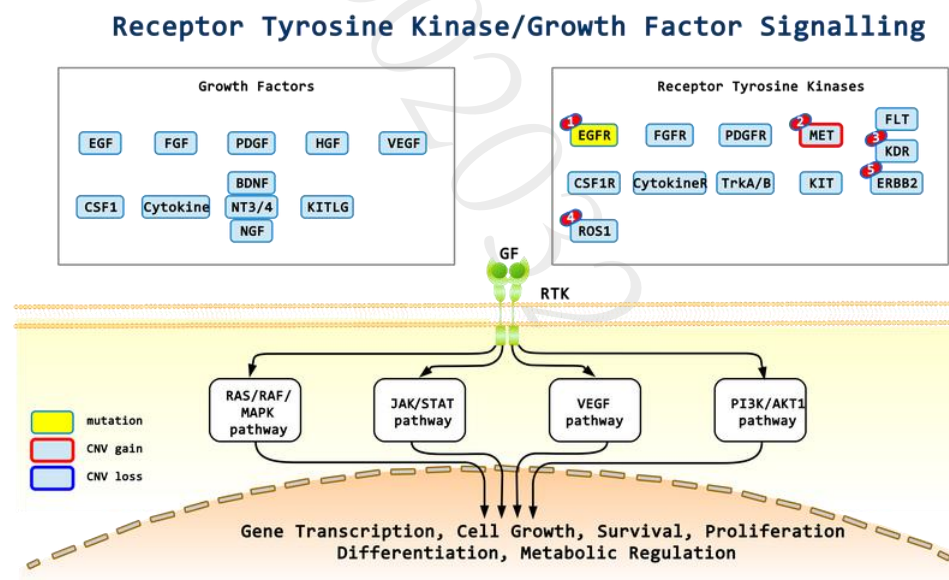 Receptor Tyrosine Kinase/Growth Factor Signalling
Growth Factors
EGF FGF PDGF HGF VEGF
BDNF
CSF1 Cytokine NT3/4 KITLG
NGF
Receptor Tyrosine Kinases
FLT
1 EGFR FGFR PDGFR 2 MET
3 KDR
CSF1R CytokineR TrkA/B KIT 5 ERBB2
4 ROS1
GF
RTK
RAS/RAF/
MAPK
pathway
JAK/STAT
pathway
VEGF
pathway
PI3K/AKT1
pathway
mutation
CNV gain
CNV loss
Gene Transcription, Cell Growth, Survival, Proliferation
Differentiation, Metabolic Regulation